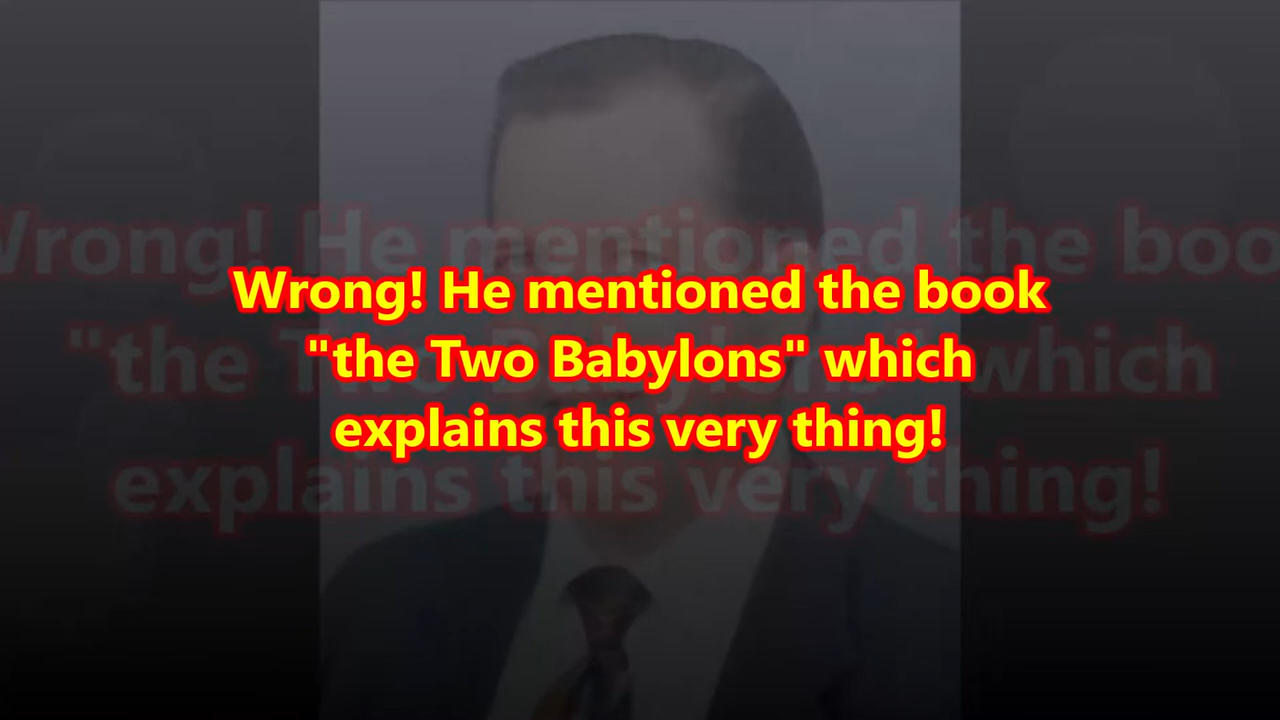 Wrong! He mentioned the book
"the Two Babylons" which
explains this very thing!